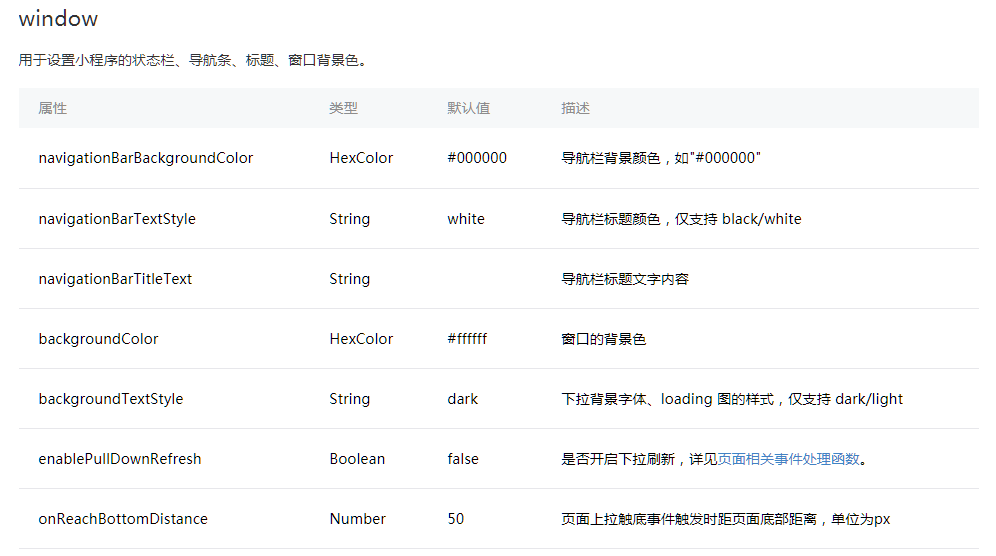 window
用于设置小程序的状态栏、导航条、标题、窗口背景色。
属性 类型 默认值 描述
navigationBarBackgroundColor HexColor #000000 导航栏背景颜色，如"#000000"
navigationBarTextStyle String white 导航栏标题颜色，仅支持 black/white
navigationBarTitleText String 导航栏标题文字内容
backgroundColor HexColor #ffffff 窗口的背景色
backgroundTextStyle String dark 下拉背景字体、loading 图的样式，仅支持 dark/light
enablePullDownRefresh Boolean false 是否开启下拉刷新，详见页面相关事件处理函数。
onReachBottomDistance Number 50 页面上拉触底事件触发时距页面底部距离，单位为px